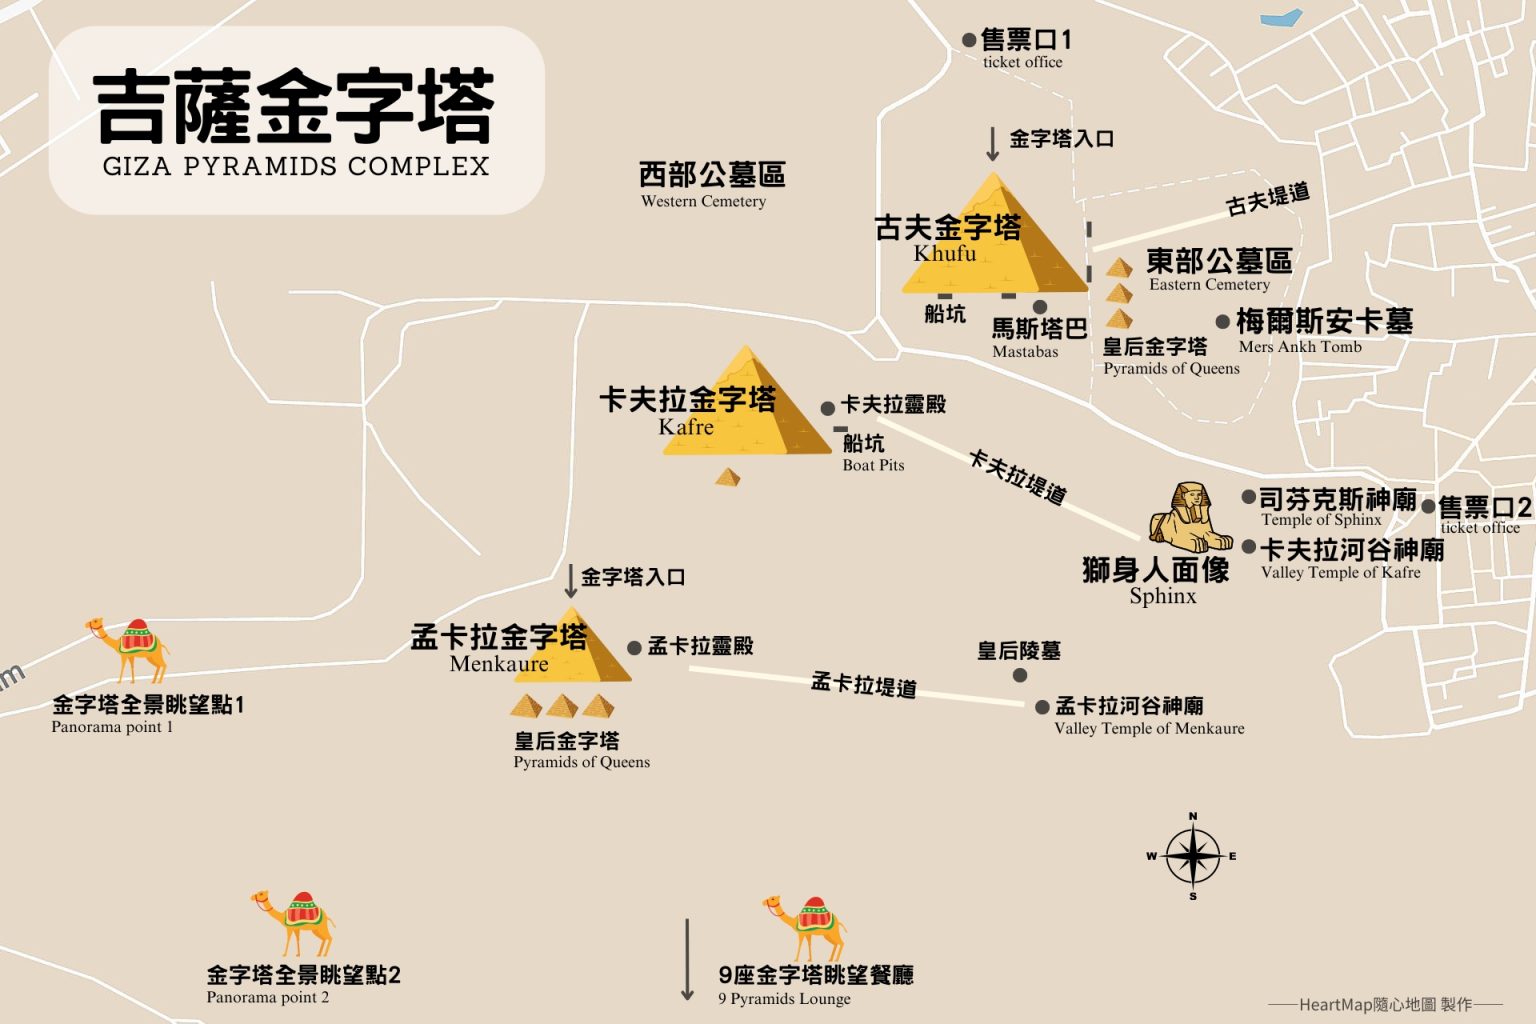 吉薩金字塔
GIZA PYRAMIDS COMPLEX
售票口1
ticket office
金字塔入口
西部公墓區
Western Cemetery
古夫堤道
古夫金字塔
Khufu
東部公墓區
Eastern Cemetery
船坑
馬斯塔巴
Mastabas
梅爾斯安卡墓
Mers Ankh Tomb
皇后金字塔
Pyramids of Queens
卡夫拉金字塔
Kafre
卡夫拉靈殿
船坑
Boat Pits
卡夫拉堤道
司芬克斯神廟
Temple of Sphinx
售票口2
ticket office
卡夫拉河谷神廟
Valley Temple of Kafre
獅身人面像
Sphinx
金字塔入口
孟卡拉金字塔
Menkaure
孟卡拉靈殿
皇后陵墓
孟卡拉堤道
孟卡拉河谷神廟
Valley Temple of Menkaure
金字塔全景眺望點1
Panorama point 1
皇后金字塔
Pyramids of Queens
N
W
E
S
金字塔全景眺望點2
Panorama point 2
9座金字塔眺望餐廳
9 Pyramids Lounge
HeartMap隨心地圖 製作